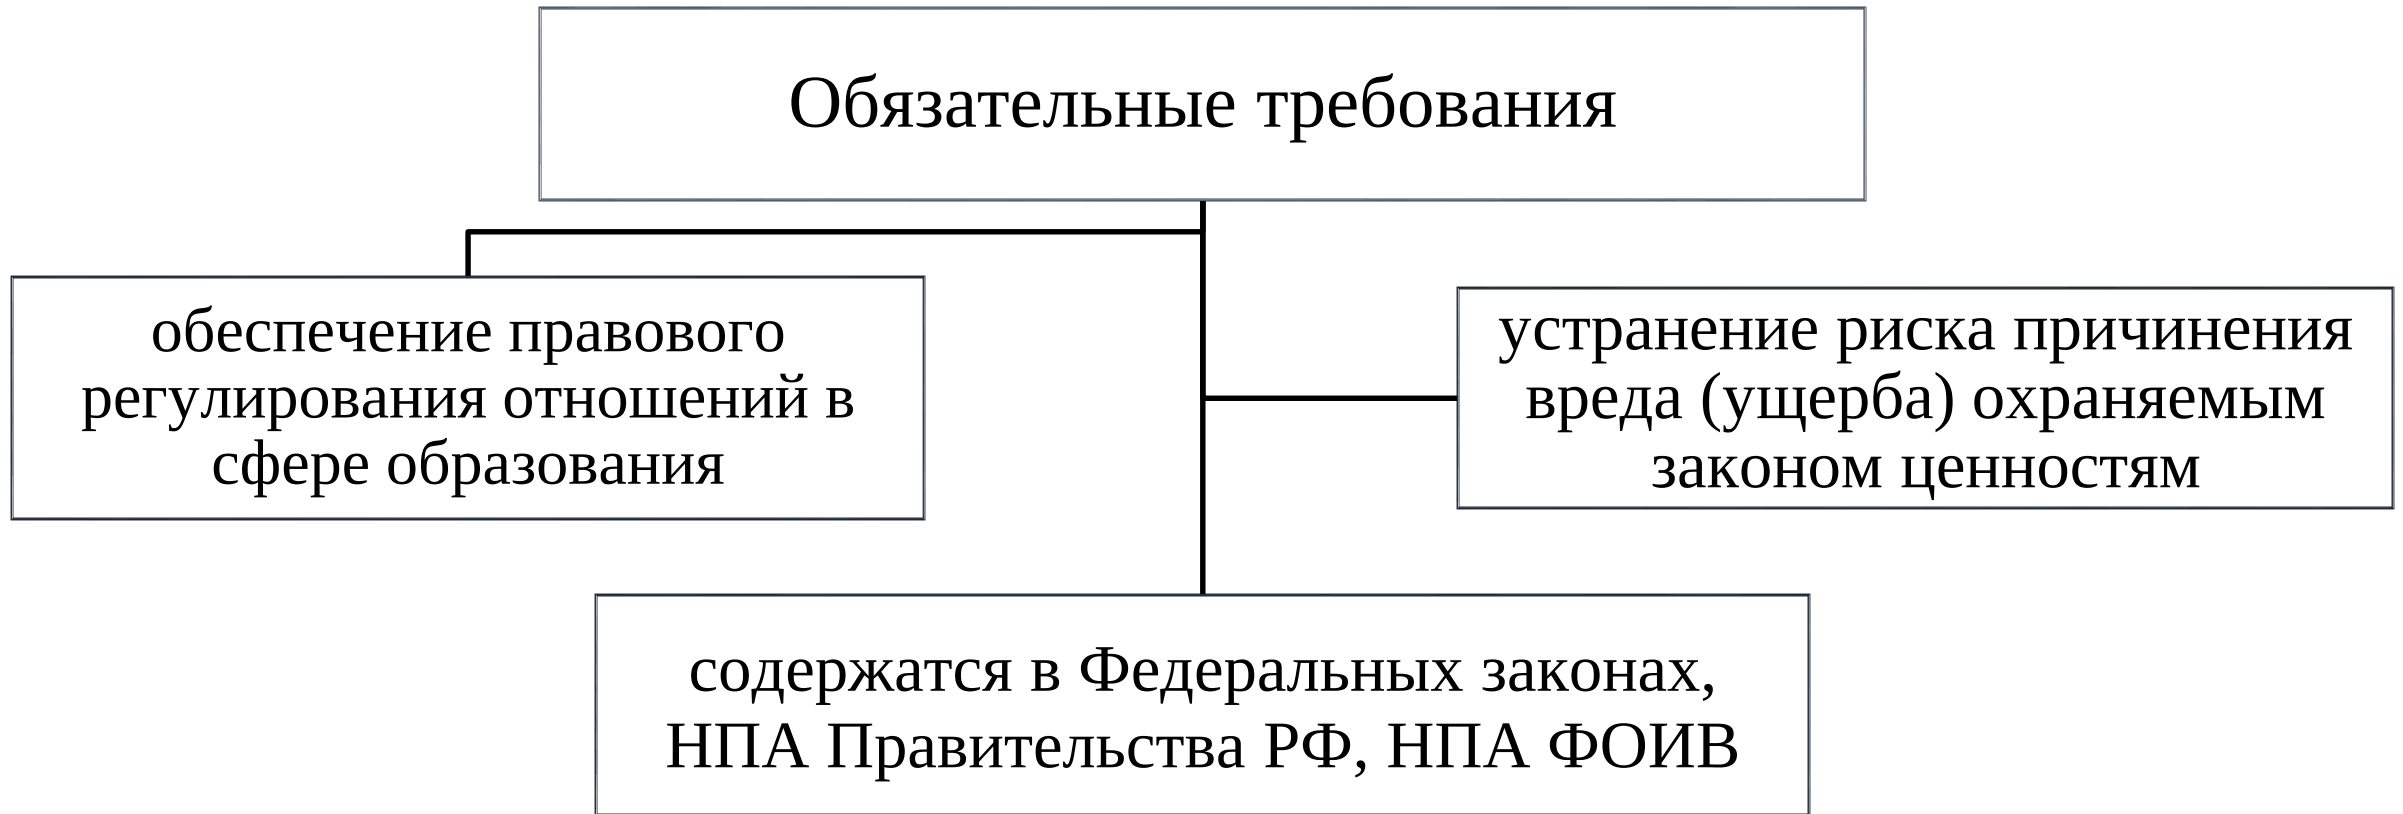 Обязательные требования
обеспечение правового
регулирования отношений в
сфере образования
устранение риска причинения
вреда (ущерба) охраняемым
законом ценностям
содержатся в Федеральных законах,
НПА Правительства РФ, НПА ФОИВ